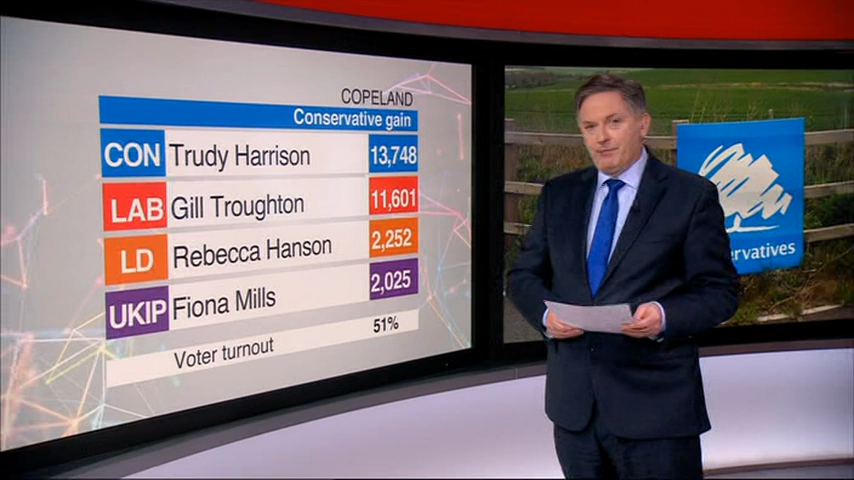 COPELAND
Conservative gain
CON Trudy Harrison 13,748
LAB Gill Troughton 11,601
LD Rebecca Hanson 2,252
UKIP Fiona Mills 2,025
Voter turnout 51%
servatives